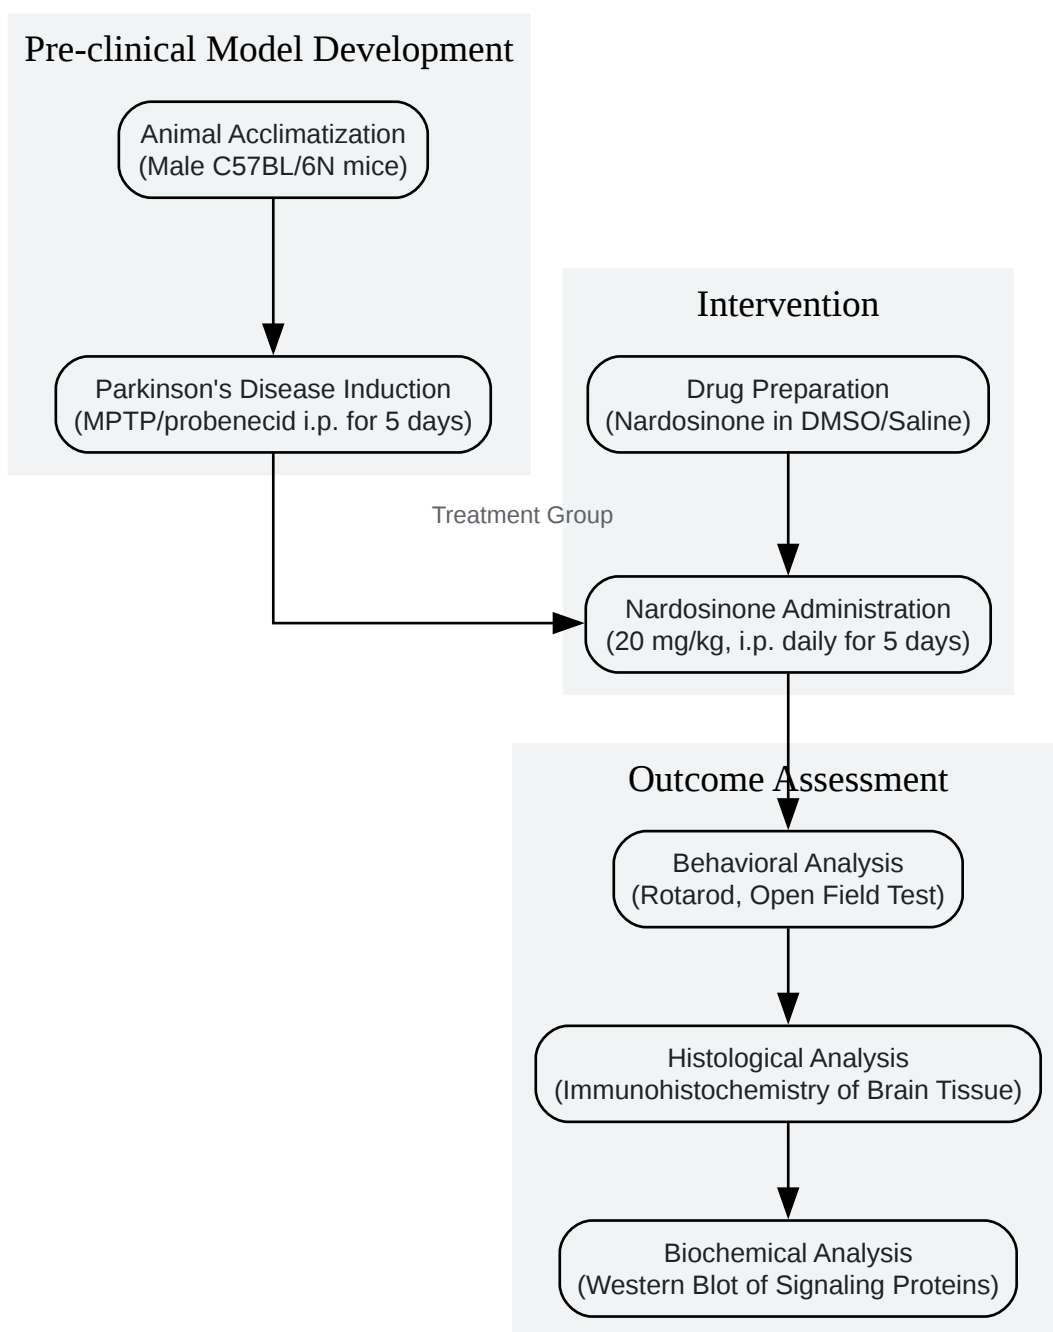 Pre-clinical Model Development
Animal Acclimatization
(Male C57BL/6N mice)
Parkinson's Disease Induction
(MPTP/probenecid i.p. for 5 days)
Intervention
Drug Preparation
(Nardosinone in DMSO/Saline)
Treatment Group
Nardosinone Administration
(20 mg/kg, i.p. daily for 5 days)
Outcome Assessment
Behavioral Analysis
(Rotarod, Open Field Test)
Histological Analysis
(Immunohistochemistry of Brain Tissue)
Biochemical Analysis
(Western Blot of Signaling Proteins)